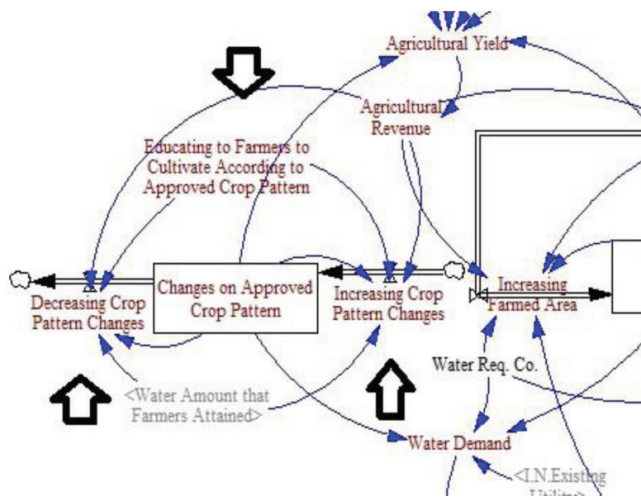 Agricultural Yield
Agricultural
Revenue
Educating to Farmers to
Cultivate According to
Approved Crop Pattern
Decreasing Crop
Pattern Changes
Changes on Approved
Crop Pattern
Increasing Crop
Pattern Changes
Increasing
Farmed Area
Water Req. Co.
<Water Amount that
Farmers Attained>
Water Demand
<I.N.Existing